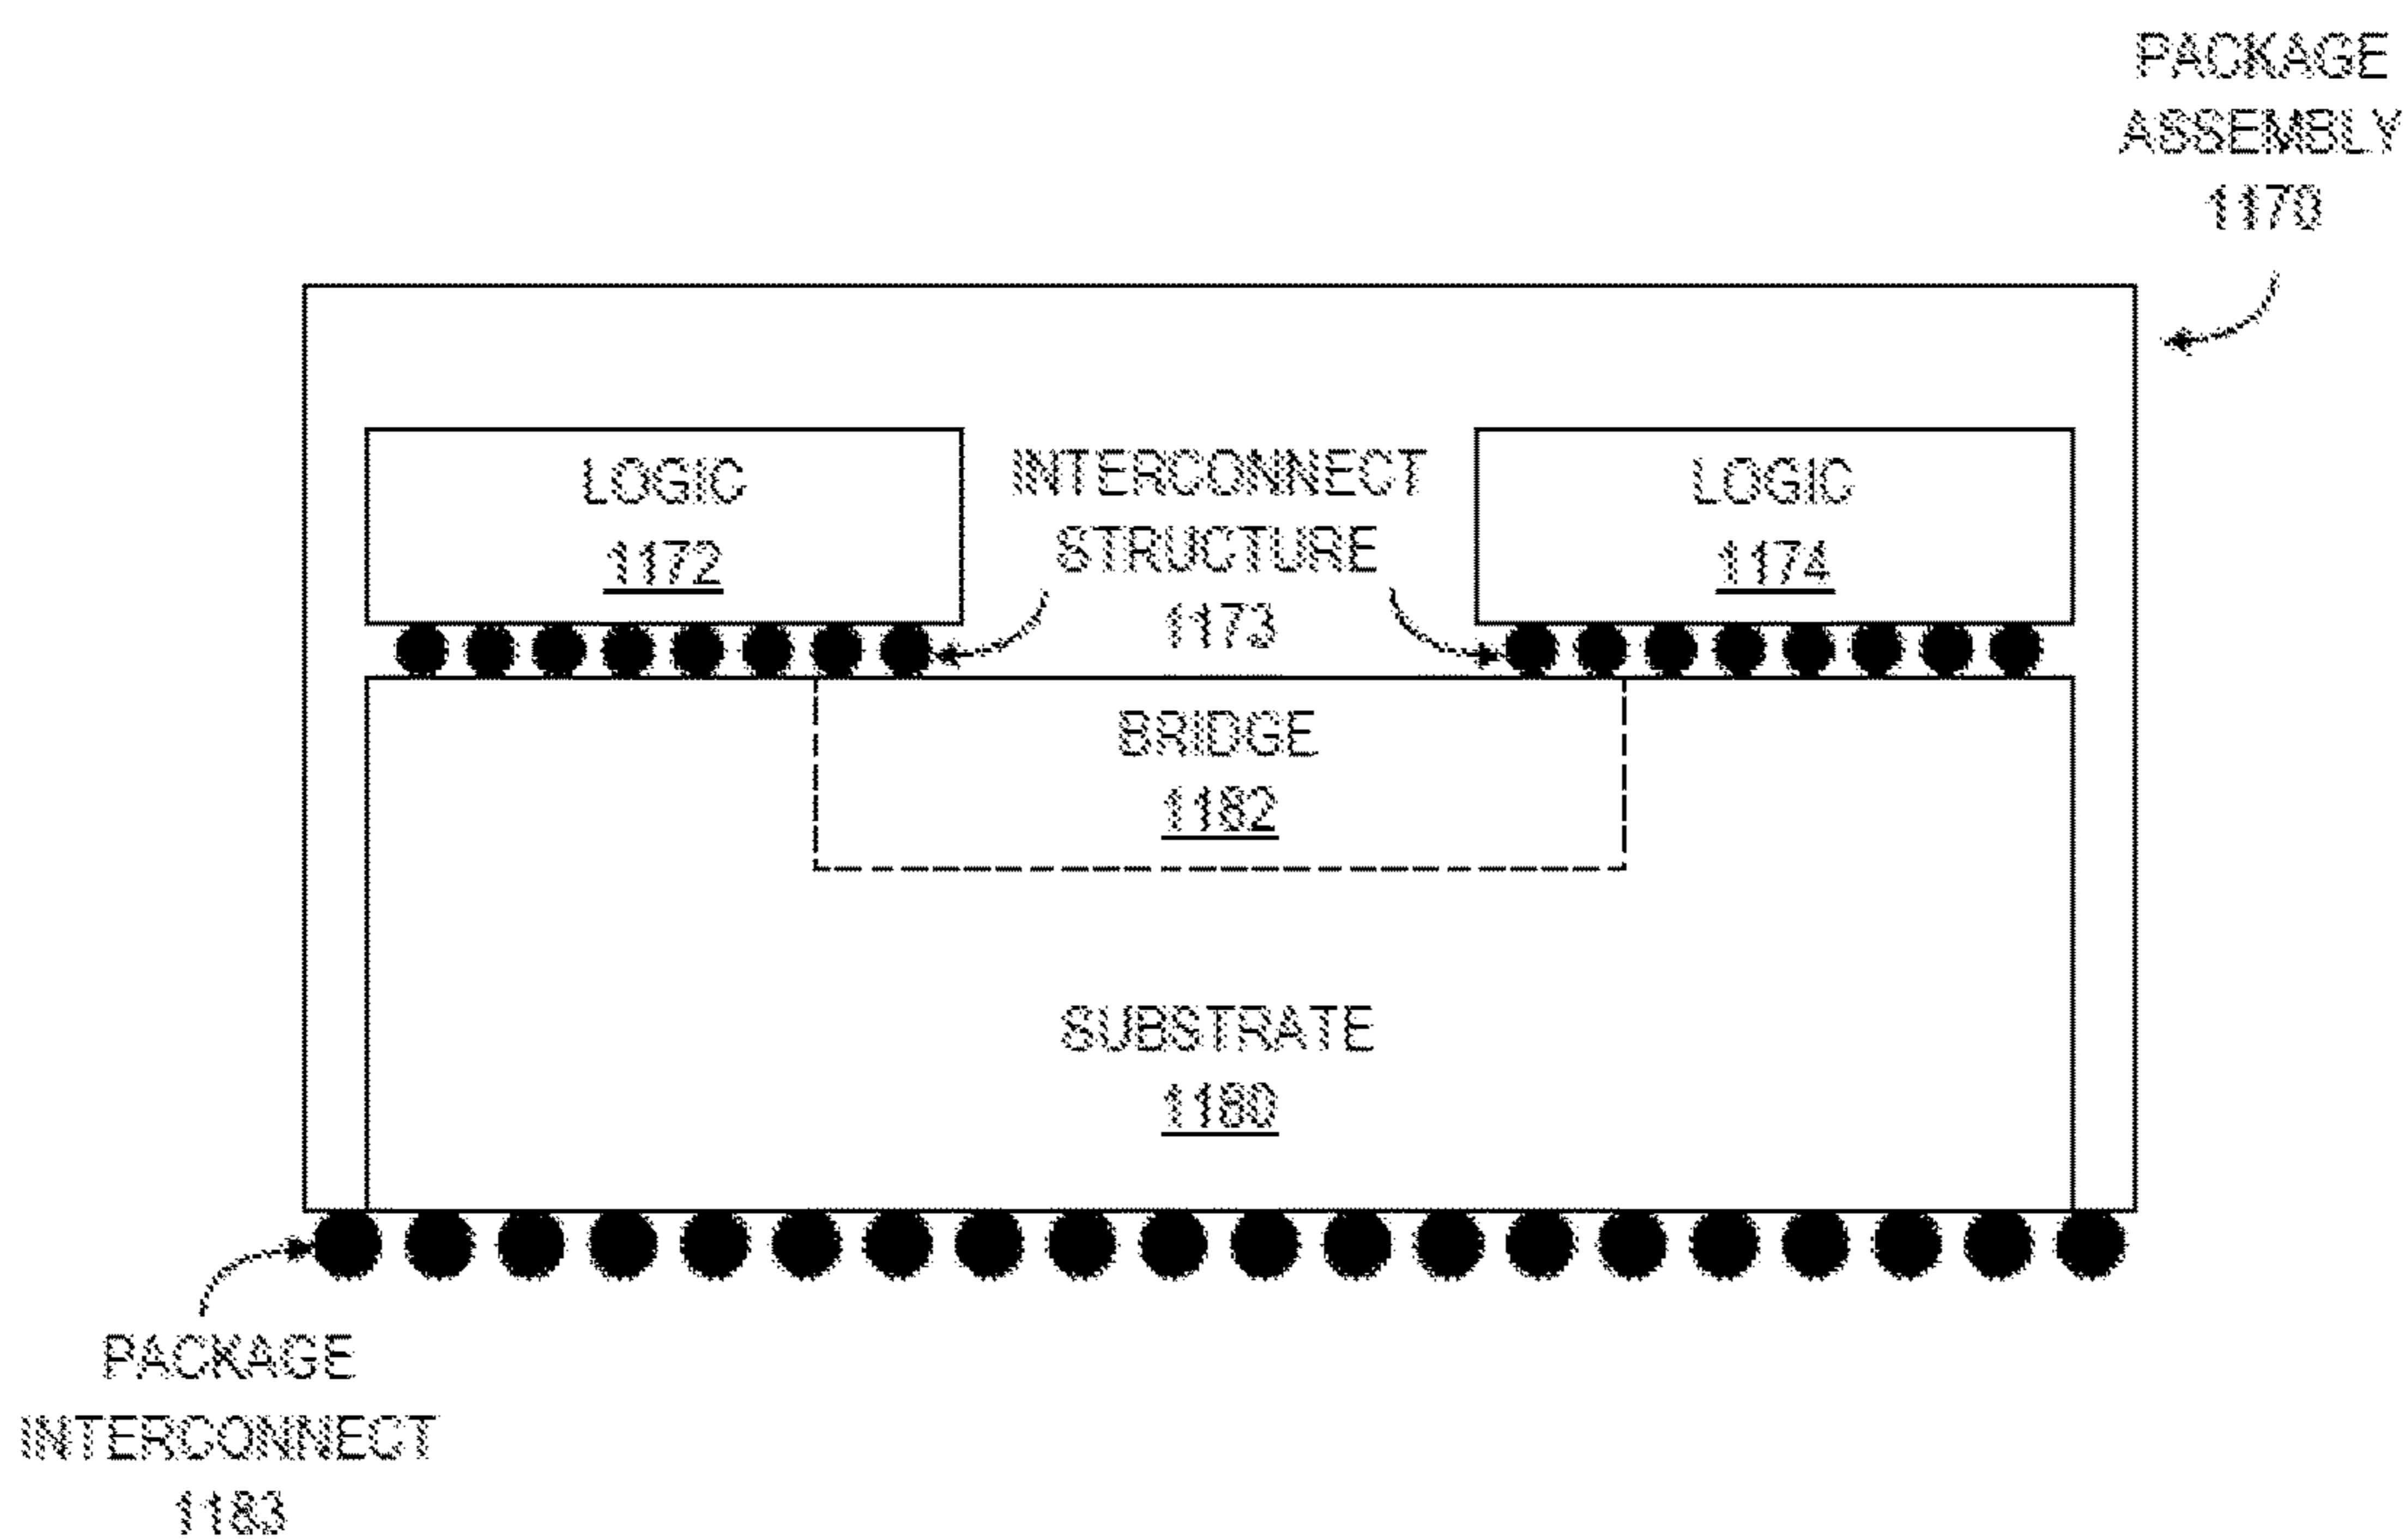 PACKAGE
ASSEMBLY
1170
LOGIC
1172
INTERCONNECT
STRUCTURE
1173
LOGIC
1174
BRIDGE
1182
SUBSTRATE
1180
PACKAGE
INTERCONNECT
1183